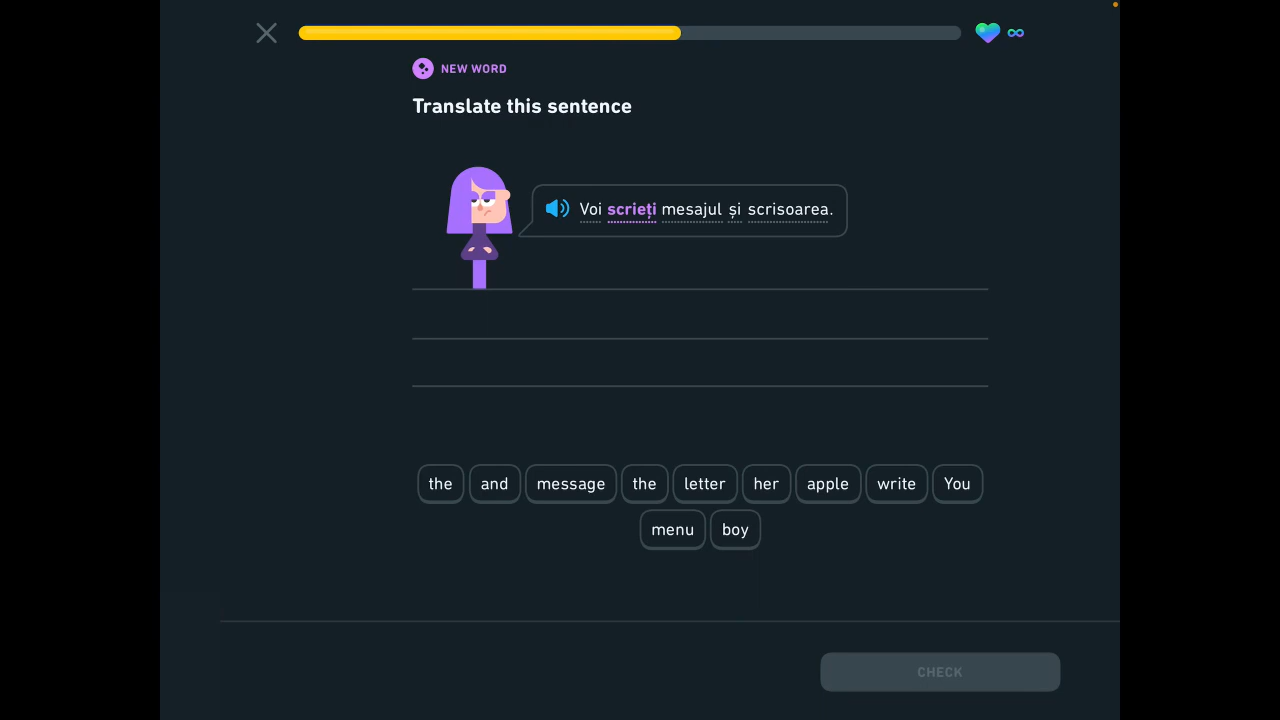 NEW WORD
Translate this sentence
Voi scrieți mesajul și scrisoarea.
the and message the letter her apple write You
menu boy
CHECK